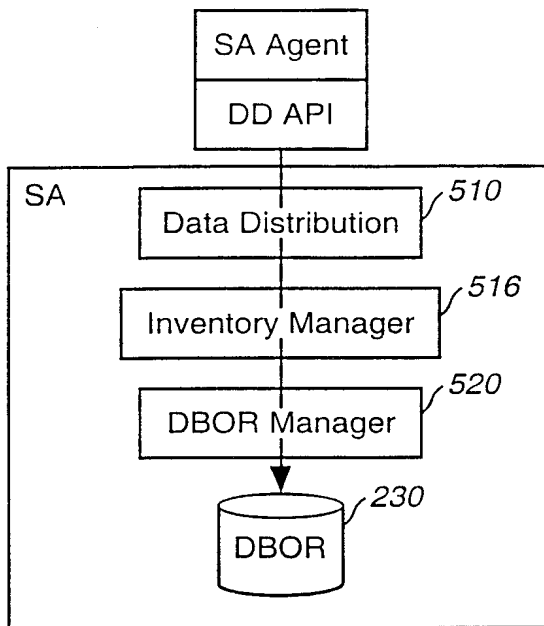 SA Agent
DD API
SA
510
Data Distribution
516
Inventory Manager
520
DBOR Manager
230
DBOR